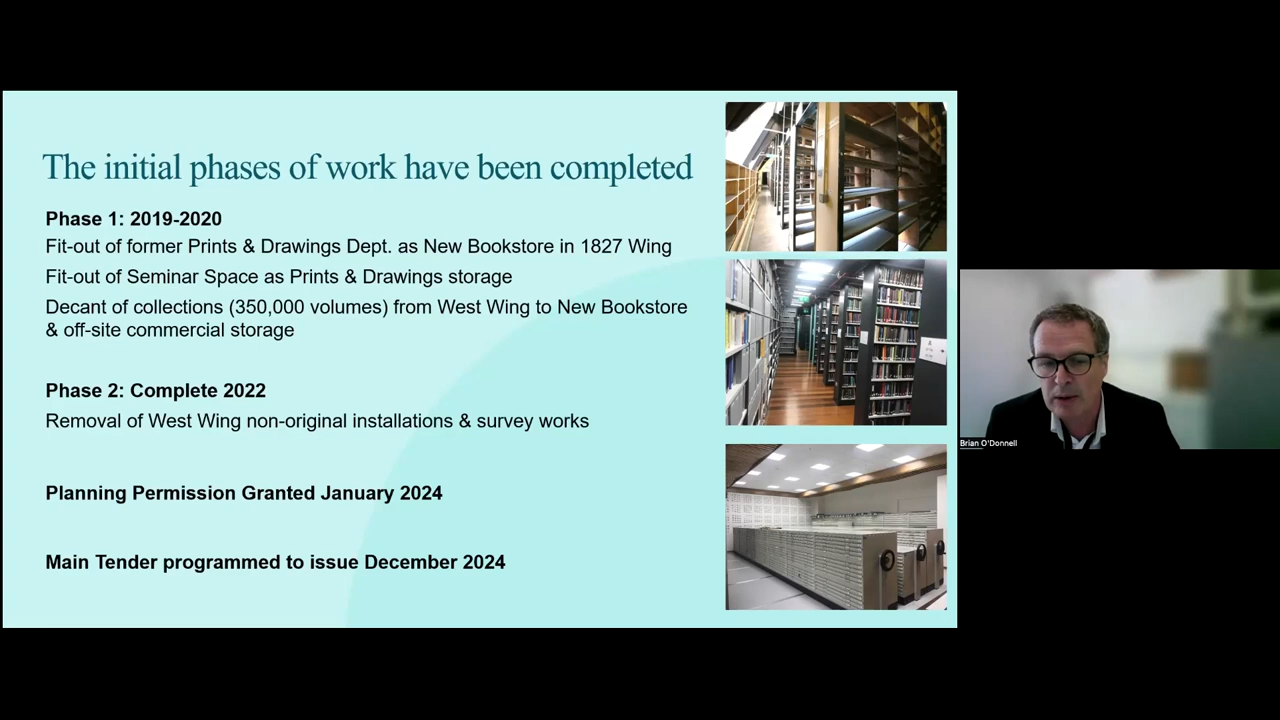 The initial phases of work have been completed
Phase 1: 2019-2020
Fit-out of former Prints & Drawings Dept. as New Bookstore in 1827 Wing
Fit-out of Seminar Space as Prints & Drawings storage
Decant of collections (350,000 volumes) from West Wing to New Bookstore
& off-site commercial storage
Phase 2: Complete 2022
Removal of West Wing non-original installations & survey works
Planning Permission Granted January 2024
Main Tender programmed to issue December 2024
Brian O'Donnell